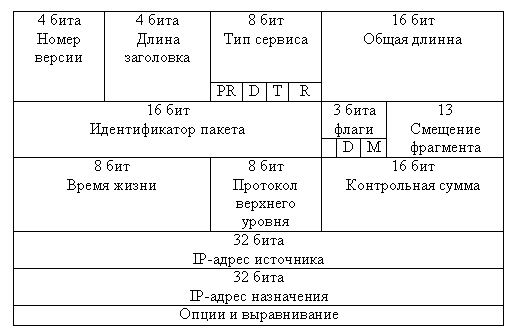 4 бита 4 бита 8 бит 16 бит
Номер Длина Тип сервиса Общая длинна
версии заголовка
PR D T R
16 бит 3 бита 13
Идентификатор пакета флаги Смещение
D M фрагмента
8 бит 8 бит 16 бит
Время жизни Протокол Контрольная сумма
верхнего
уровня
32 бита
IP-адрес источника
32 бита
IP-адрес назначения
Опции и выравнивание